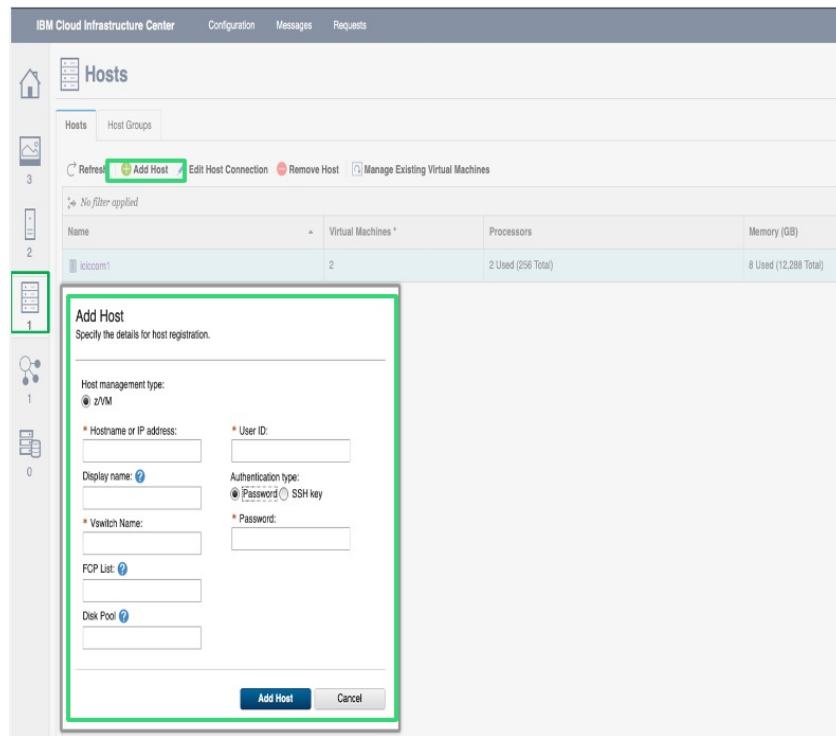 IBM Cloud Infrastructure Center Configuration Messages Requests
Hosts
Hosts Host Groups
Refresh Add Host Edit Host Connection Remove Host Manage Existing Virtual Machines
No filter applied
Name Virtual Machines * Processors Memory (GB)
iciccom1 2 2 Used (256 Total) 8 Used (12,288 Total)
3
2
1
1
0
Add Host
Specify the details for host registration.
Host management type:
z/VM
* Hostname or IP address: * User ID:
Display name: ? Authentication type:
Password SSH key
* Vswitch Name: * Password:
FCP List: ?
Disk Pool ?
Add Host Cancel